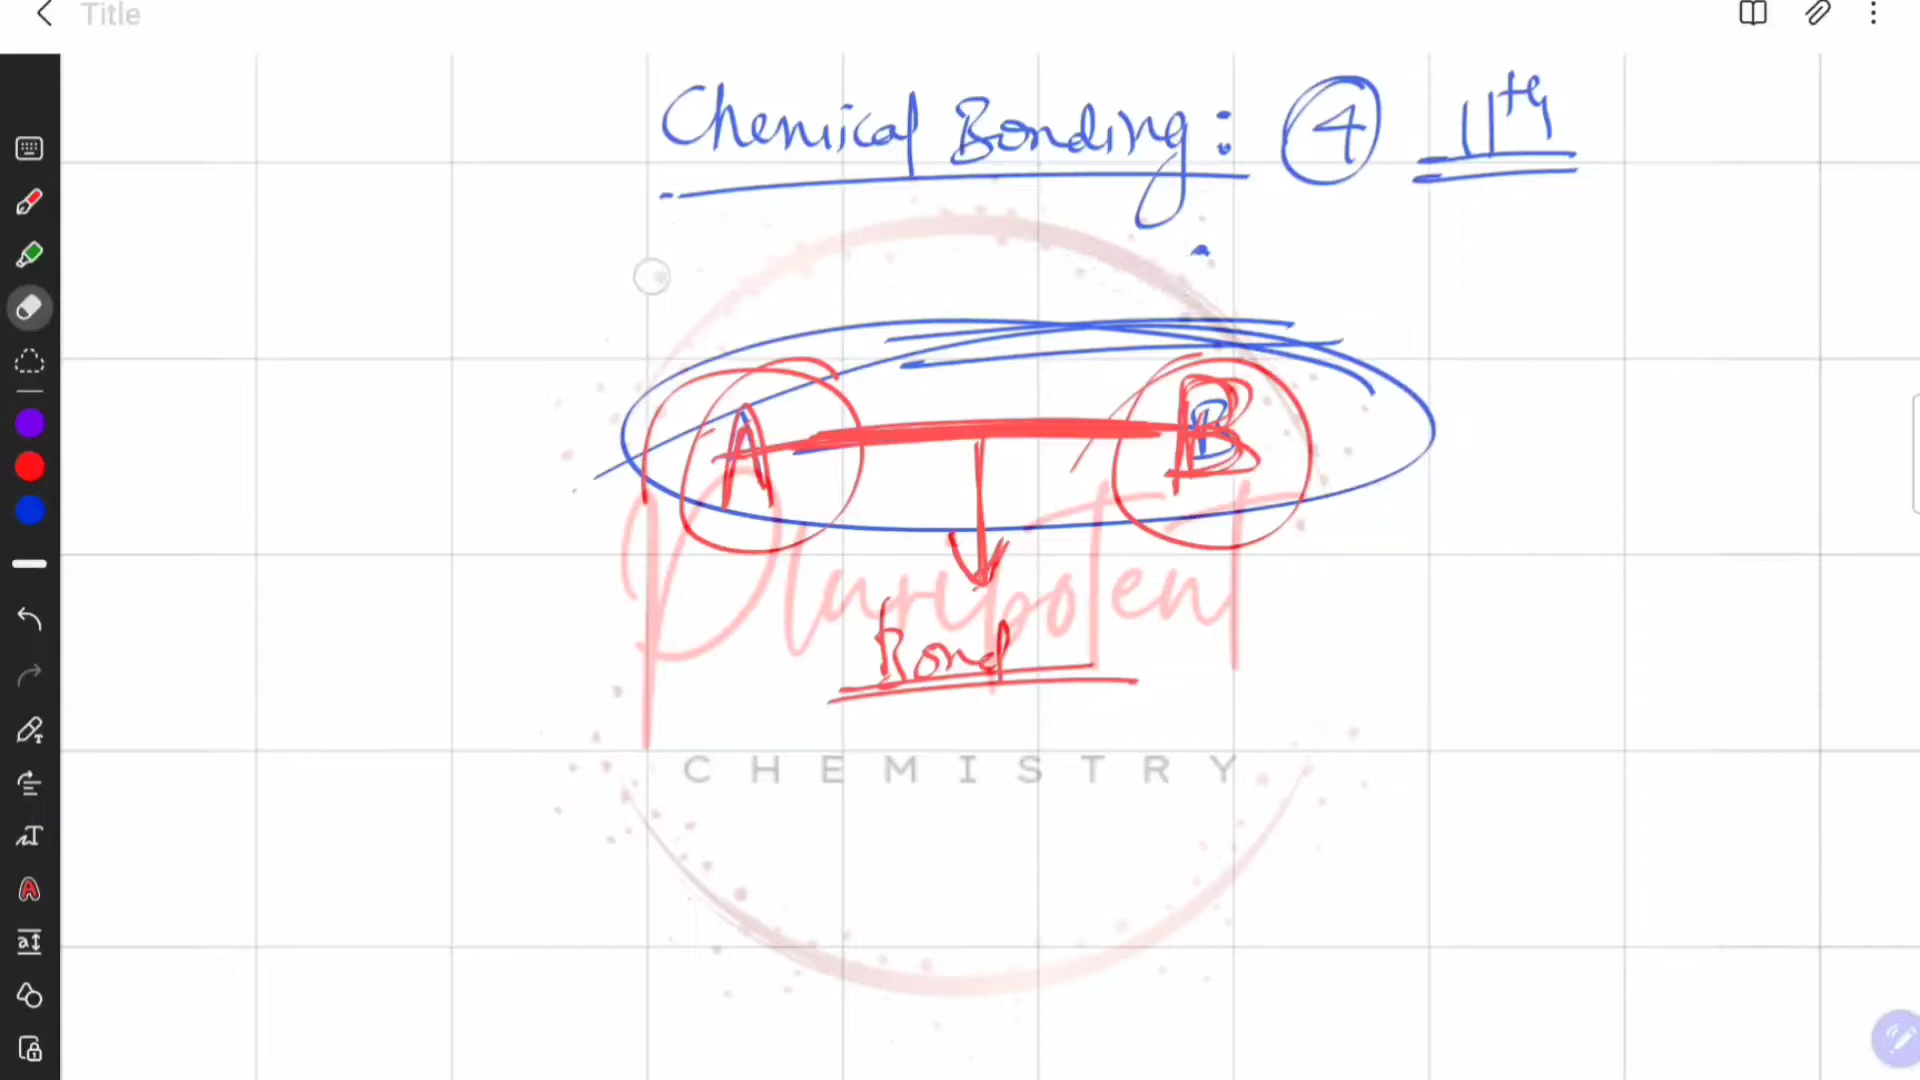 Title
Chemical Bonding: 4 11th
A B
Pluripotent
Bond
CHEMISTRY